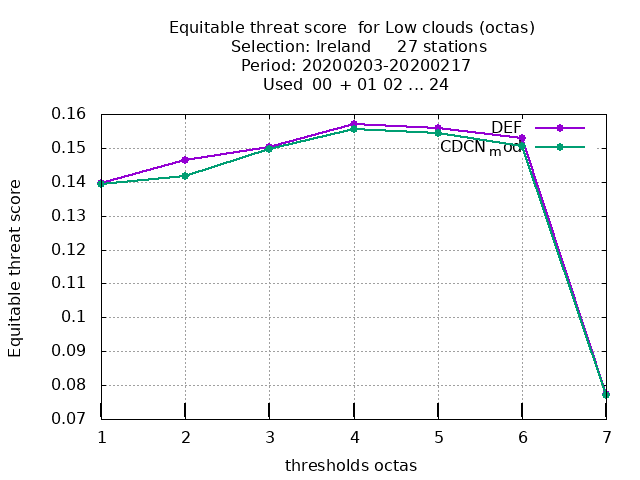 Equitable threat score  for Low clouds (octas)
Selection: Ireland     27 stations
Period: 20200203-20200217
Used  00  + 01 02 ... 24
Equitable threat score
0.16
0.15
0.14
0.13
0.12
0.11
0.1
0.09
0.08
0.07
DEF
CDCNmod
1 2 3 4 5 6 7
thresholds octas